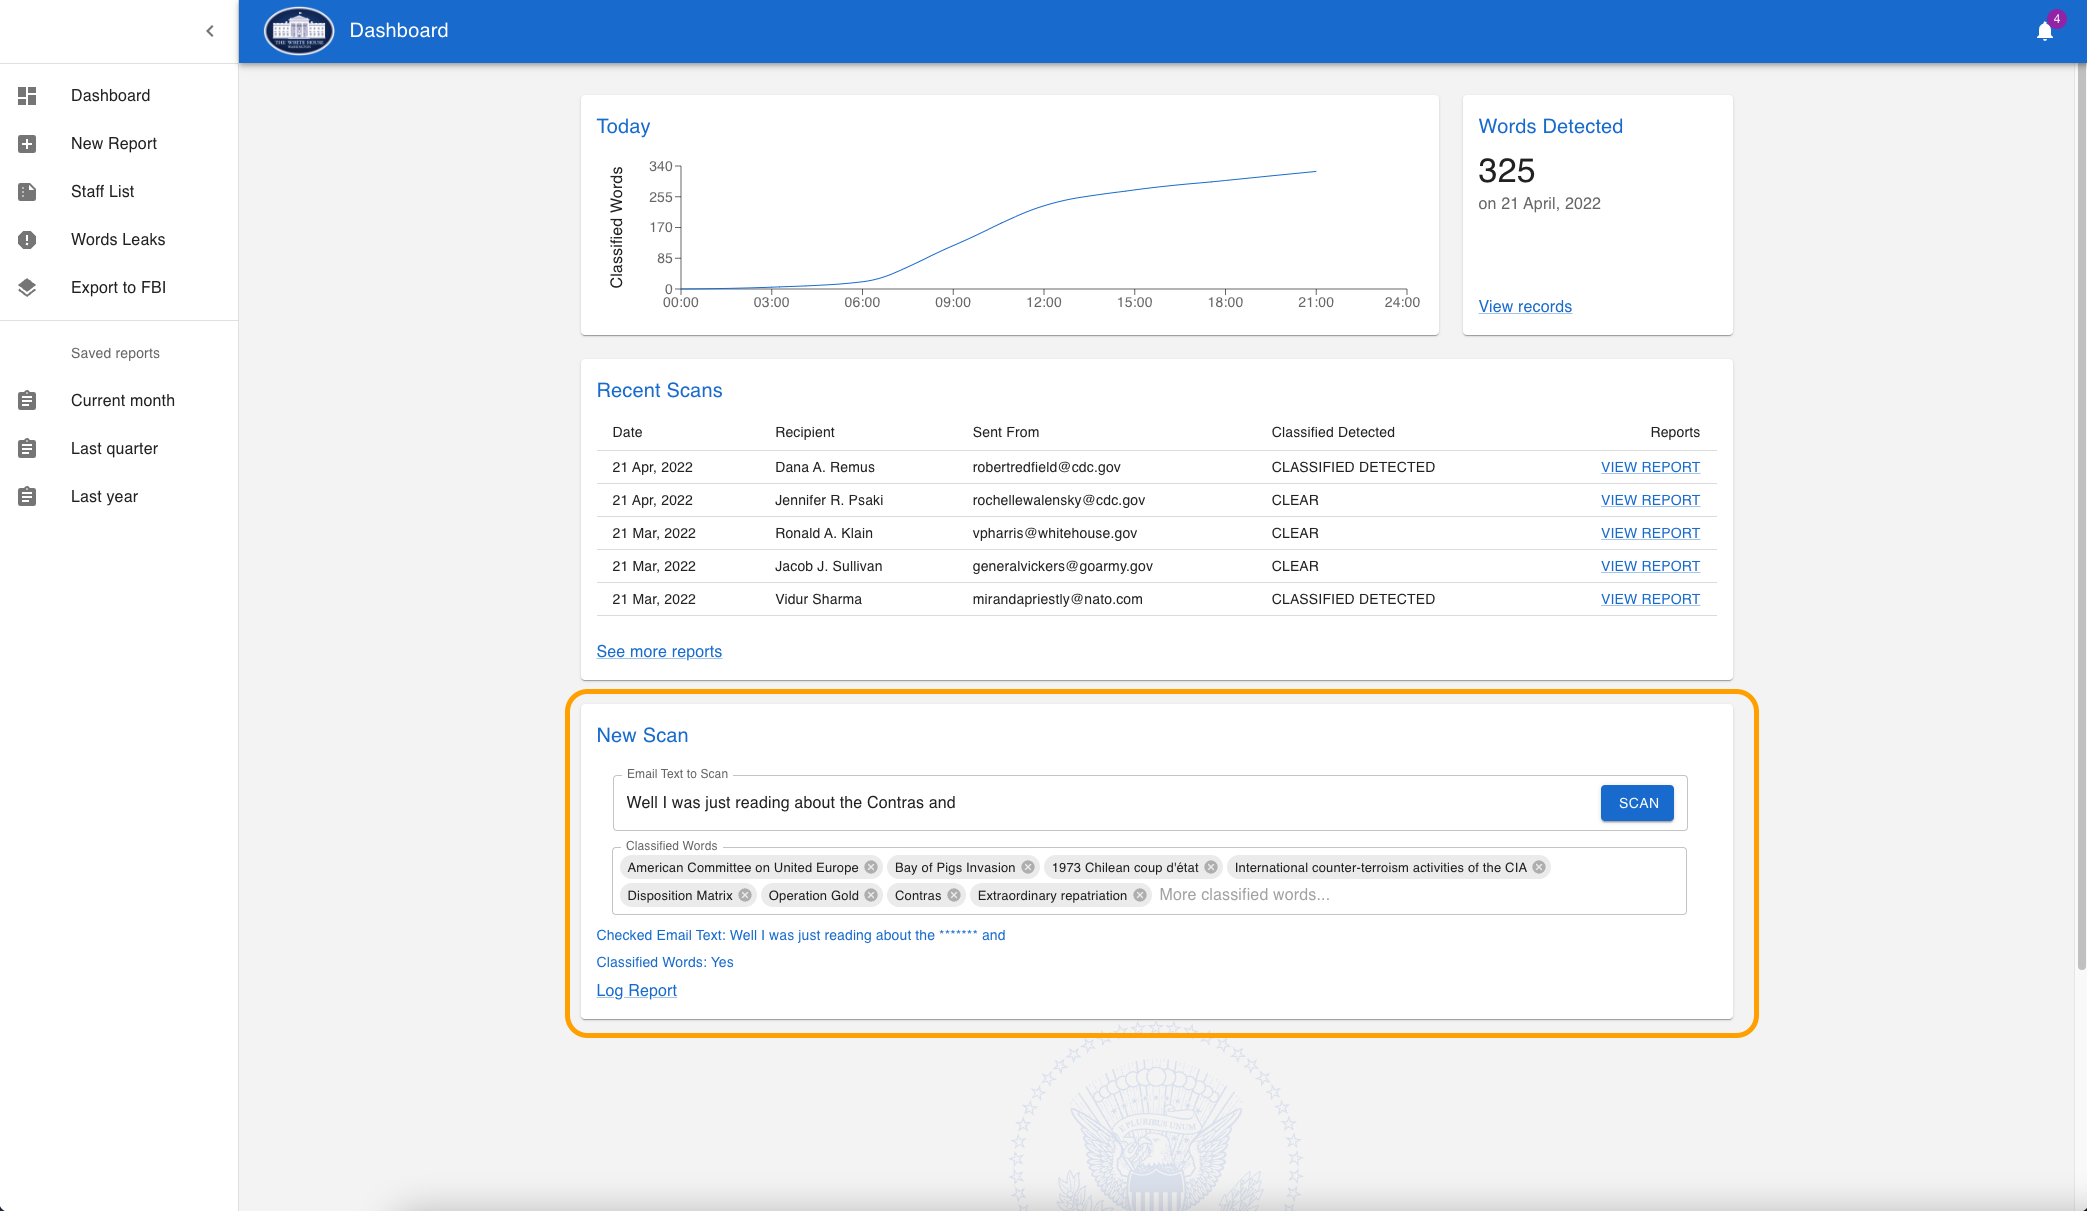 Dashboard
4
THE WHITE HOUSE
WASHINGTON
Dashboard
New Report
Staff List
Words Leaks
Export to FBI
Saved reports
Current month
Last quarter
Last year
Today
Classified Words
340
255
170
85
0
00:00 03:00 06:00 09:00 12:00 15:00 18:00 21:00 24:00
Words Detected
325
on 21 April, 2022
View records
Recent Scans
Date Recipient Sent From Classified Detected Reports
21 Apr, 2022 Dana A. Remus robertredfield@cdc.gov CLASSIFIED DETECTED VIEW REPORT
21 Apr, 2022 Jennifer R. Psaki rochellewalensky@cdc.gov CLEAR VIEW REPORT
21 Mar, 2022 Ronald A. Klain vpharris@whitehouse.gov CLEAR VIEW REPORT
21 Mar, 2022 Jacob J. Sullivan generalvickers@goarmy.gov CLEAR VIEW REPORT
21 Mar, 2022 Vidur Sharma mirandapriestly@nato.com CLASSIFIED DETECTED VIEW REPORT
See more reports
New Scan
Email Text to Scan
Well I was just reading about the Contras and SCAN
Classified Words
American Committee on United Europe Bay of Pigs Invasion 1973 Chilean coup d'état International counter-terroism activities of the CIA
Disposition Matrix Operation Gold Contras Extraordinary repatriation More classified words...
Checked Email Text: Well I was just reading about the ******* and
Classified Words: Yes
Log Report
E PLURIBUS UNUM